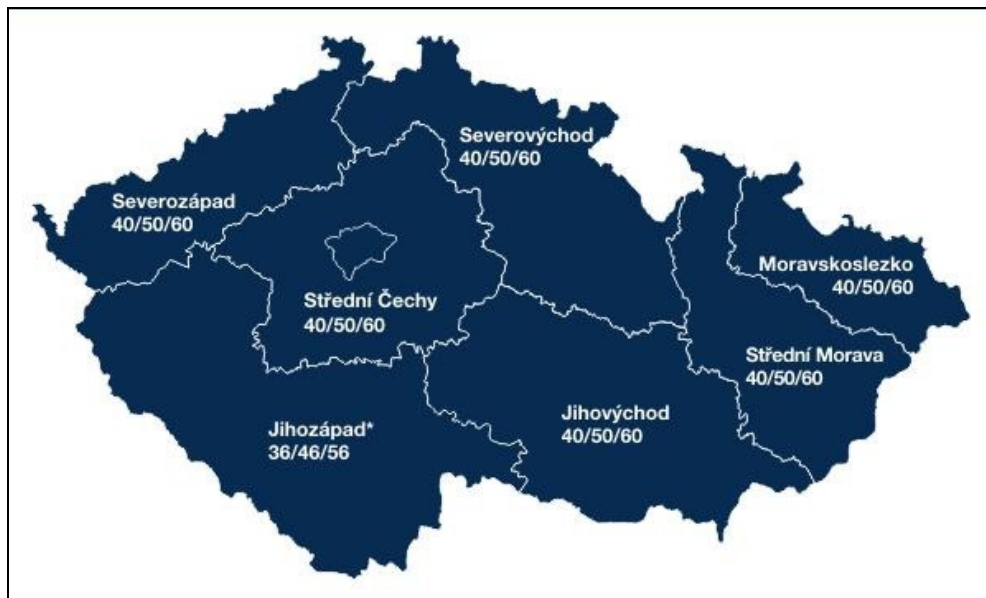 Severovýchod
40/50/60
Severozápad
40/50/60
Moravskoslezko
40/50/60
Střední Čechy
40/50/60
Střední Morava
40/50/60
Jihovýchod
40/50/60
Jihozápad*
36/46/56